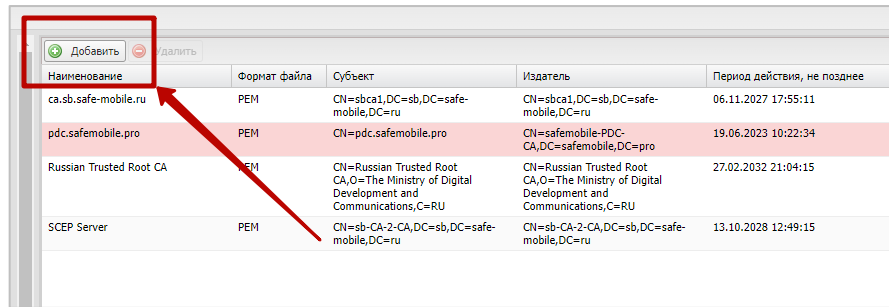 Добавить Удалить
Наименование Формат файла Субъект Издатель Период действия, не позднее
ca.sb.safe-mobile.ru PEM CN=sbca1,DC=sb,DC=safe- CN=sbca1,DC=sb,DC=safe- 06.11.2027 17:55:11
mobile,DC=ru mobile,DC=ru
pdc.safemobile.pro PEM CN=pdc.safemobile.pro CN=safemobile-PDC- 19.06.2023 10:22:34
CA,DC=safemobile,DC=pro
Russian Trusted Root CA PEM CN=Russian Trusted Root CN=Russian Trusted Root 27.02.2032 21:04:15
CA,O=The Ministry of Digital CA,O=The Ministry of Digital
Development and Development and
Communications,C=RU Communications,C=RU
SCEP Server PEM CN=sb-CA-2-CA,DC=sb,DC=safe- CN=sb-CA-2-CA,DC=sb,DC=safe- 13.10.2028 12:49:15
mobile,DC=ru mobile,DC=ru